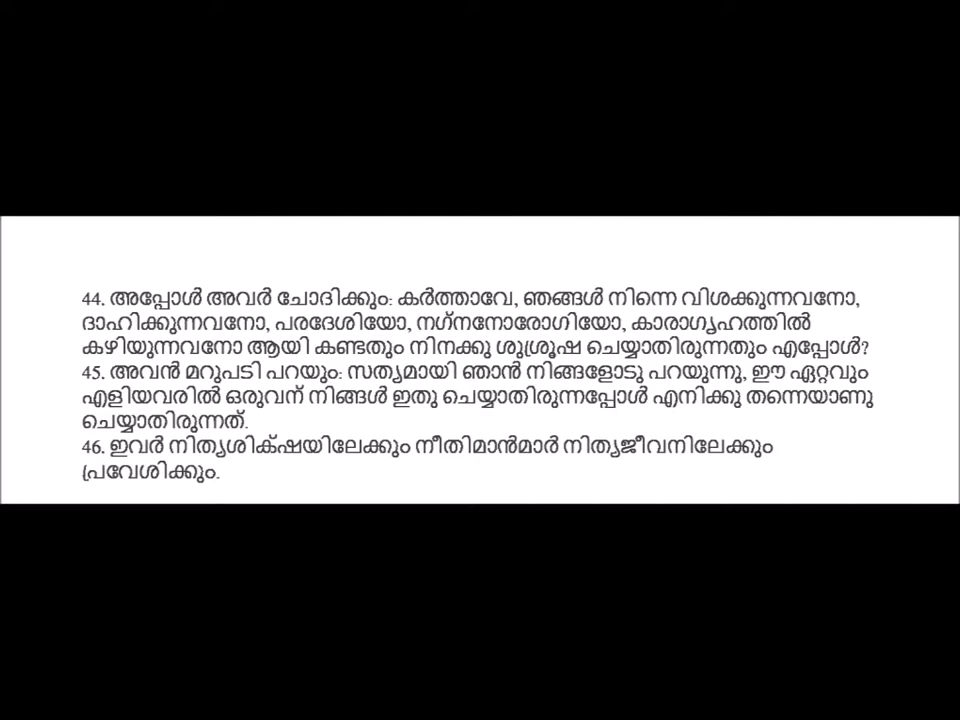 44. അപ്പോൾ അവർ ചോദിക്കും: കർത്താവേ, ഞങ്ങൾ നിന്നെ വിശക്കുന്നവനോ,
ദാഹിക്കുന്നവനോ, പരദേശിയോ, നഗ്‌നനോരോഗിയോ, കാരാഗൃഹത്തിൽ
കഴിയുന്നവനോ ആയി കണ്ടതും നിനക്കു ശുശ്രൂഷ ചെയ്യാതിരുന്നതും എപ്പോൾ?
45. അവൻ മറുപടി പറയും: സത്യമായി ഞാൻ നിങ്ങളോടു പറയുന്നു, ഈ ഏറ്റവും
എളിയവരിൽ ഒരുവന് നിങ്ങൾ ഇതു ചെയ്യാതിരുന്നപ്പോൾ എനിക്കു തന്നെയാണു
ചെയ്യാതിരുന്നത്.
46. ഇവർ നിത്യശിക്‌ഷയിലേക്കും നീതിമാൻമാർ നിത്യജീവനിലേക്കും
പ്രവേശിക്കും.